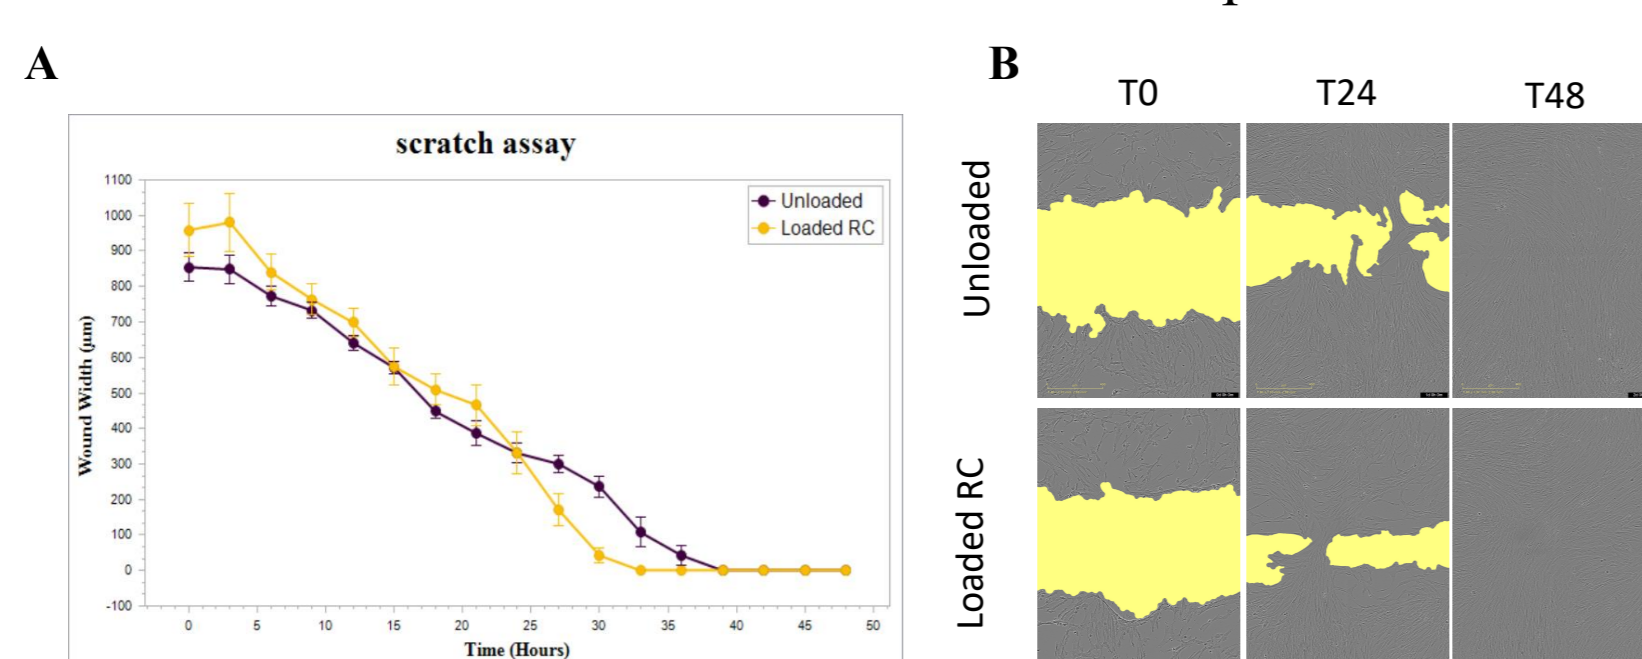 A
B
scratch assay
Unloaded
Loaded RC
1100
1000
900
800
700
600
500
400
300
200
100
0
-100
Wound Width (µm)
0 5 10 15 20 25 30 35 40 45 50
Time (Hours)
T0 T24 T48
Unloaded
Loaded RC